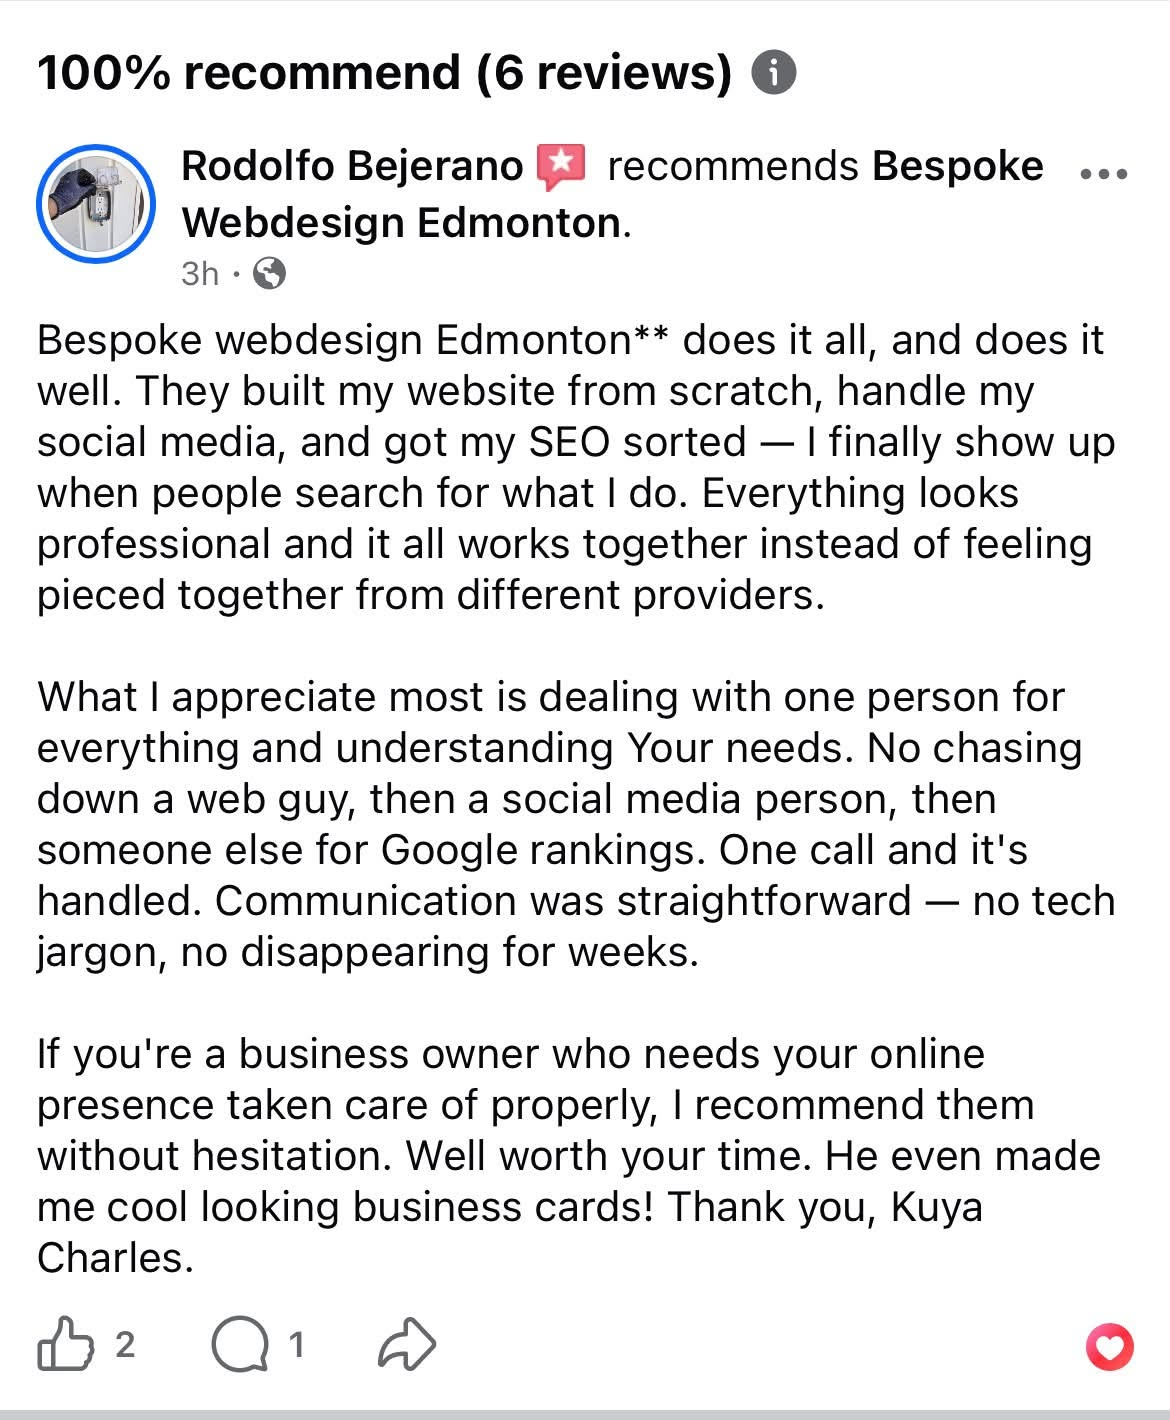 100% recommend (6 reviews)
Rodolfo Bejerano recommends Bespoke
Webdesign Edmonton.
3h ·
Bespoke webdesign Edmonton** does it all, and does it
well. They built my website from scratch, handle my
social media, and got my SEO sorted — I finally show up
when people search for what I do. Everything looks
professional and it all works together instead of feeling
pieced together from different providers.
What I appreciate most is dealing with one person for
everything and understanding Your needs. No chasing
down a web guy, then a social media person, then
someone else for Google rankings. One call and it's
handled. Communication was straightforward — no tech
jargon, no disappearing for weeks.
If you're a business owner who needs your online
presence taken care of properly, I recommend them
without hesitation. Well worth your time. He even made
me cool looking business cards! Thank you, Kuya
Charles.
2 1